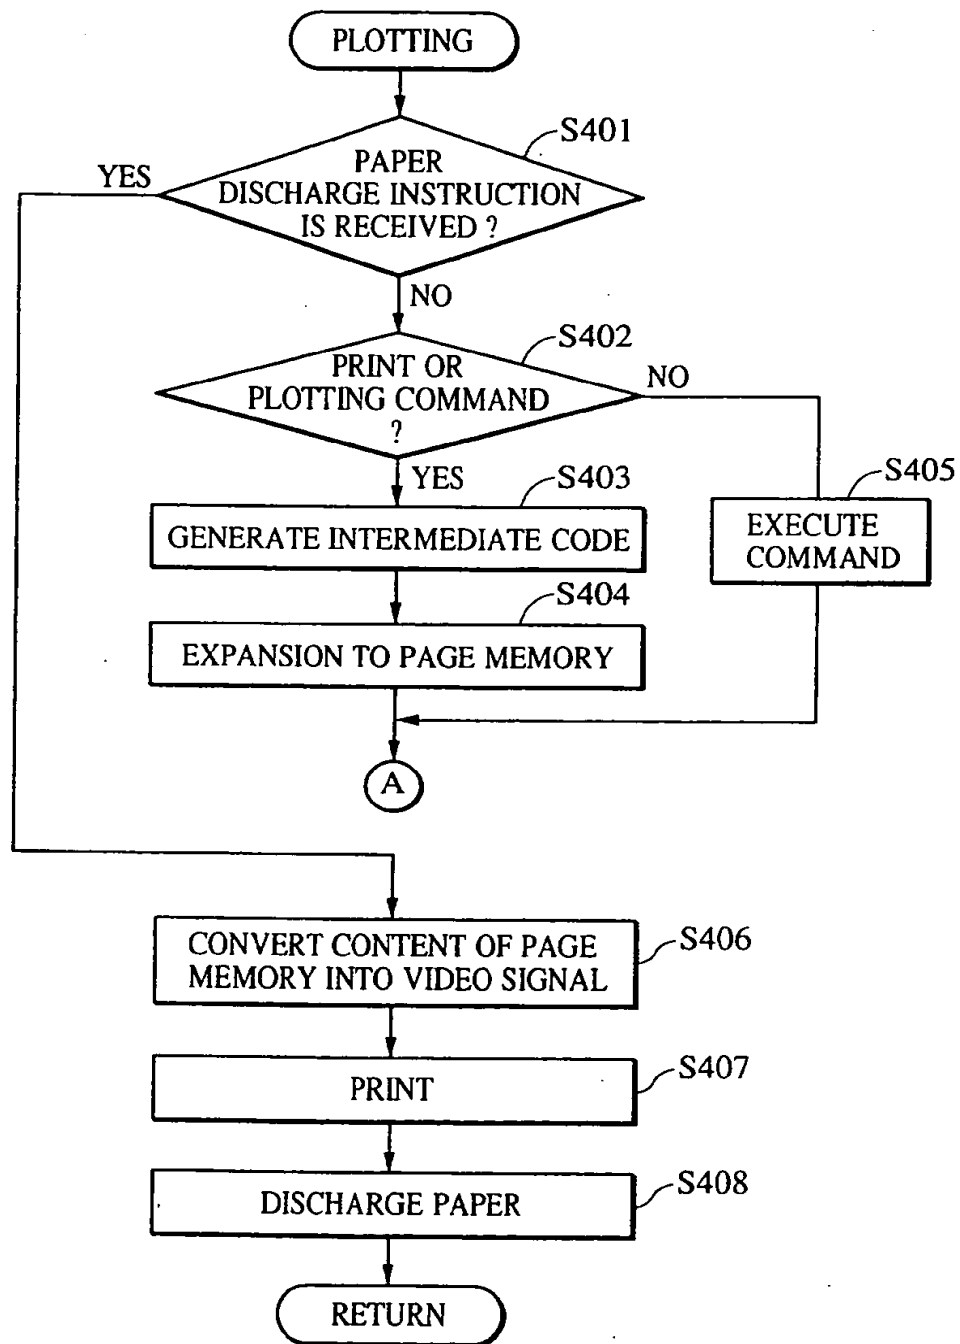 PLOTTING
S401
PAPER
DISCHARGE INSTRUCTION
IS RECEIVED ?
YES
NO
S402
PRINT OR
PLOTTING COMMAND
?
NO
YES
S403
GENERATE INTERMEDIATE CODE
S405
EXECUTE
COMMAND
S404
EXPANSION TO PAGE MEMORY
A
S406
CONVERT CONTENT OF PAGE
MEMORY INTO VIDEO SIGNAL
S407
PRINT
S408
DISCHARGE PAPER
RETURN